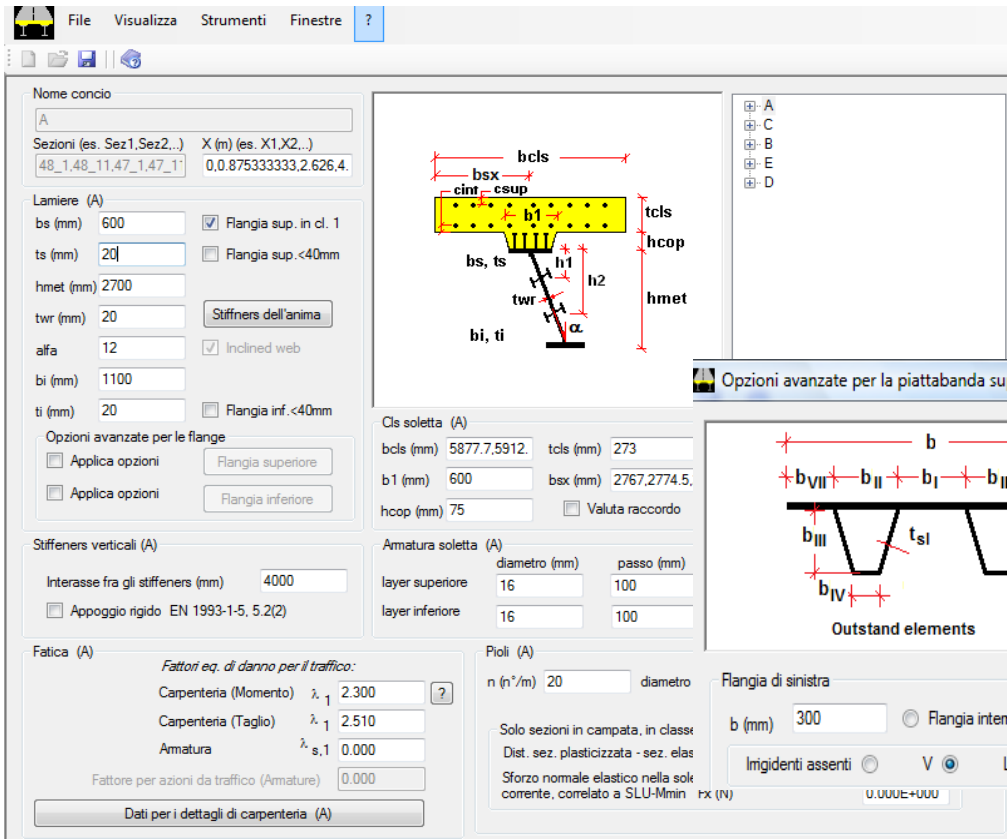 File Visualizza Strumenti Finestre ?
Nome concio
A
Sezioni (es. Sez1,Sez2,..) X (m) (es. X1,X2,..)
48_1,48_11,47_1,47_11 0,0.875333333,2.626,4.
Lamiere (A)
bs (mm) 600 Flangia sup. in cl. 1
ts (mm) 20 Flangia sup.<40mm
hmet (mm) 2700
twr (mm) 20 Stiffners dell'anima
alfa 12 Inclined web
bi (mm) 1100
ti (mm) 20 Flangia inf.<40mm
Opzioni avanzate per le flange
Applica opzioni Flangia superiore
Applica opzioni Flangia inferiore
Stiffeners verticali (A)
Interasse fra gli stiffeners (mm) 4000
Appoggio rigido EN 1993-1-5, 5.2(2)
Fatica (A)
Fattori eq. di danno per il traffico:
Carpenteria (Momento) λ 1 2.300 ?
Carpenteria (Taglio) λ 1 2.510
Armatura λ s,1 0.000
Fattore per azioni da traffico (Armature) 0.000
Dati per i dettagli di carpenteria (A)
bcls
bsx
cint csup
b1
tcls
hcop
bs, ts
h1
h2
twr
hmet
α
bi, ti
Cls soletta (A)
bcls (mm) 5877.7,5912. tcls (mm) 273
b1 (mm) 600 bsx (mm) 2767,2774.5,
hcop (mm) 75 Valuta raccordo
Armatura soletta (A)
diametro (mm) passo (mm)
layer superiore 16 100
layer inferiore 16 100
Pioli (A)
n (n°/m) 20 diametro
Solo sezioni in campata, in classe
Dist. sez. plasticizzata - sez. elas
Sforzo normale elastico nella sole
corrente, correlato a SLU-Mmin Fx (N) 0.000E+000
A
C
B
E
D
Opzioni avanzate per la piattabanda su
b
bVII bII bI bII
bIII
tsl
bIV
Outstand elements
Flangia di sinistra
b (mm) 300 Flangia inter
Irrigidenti assenti V L